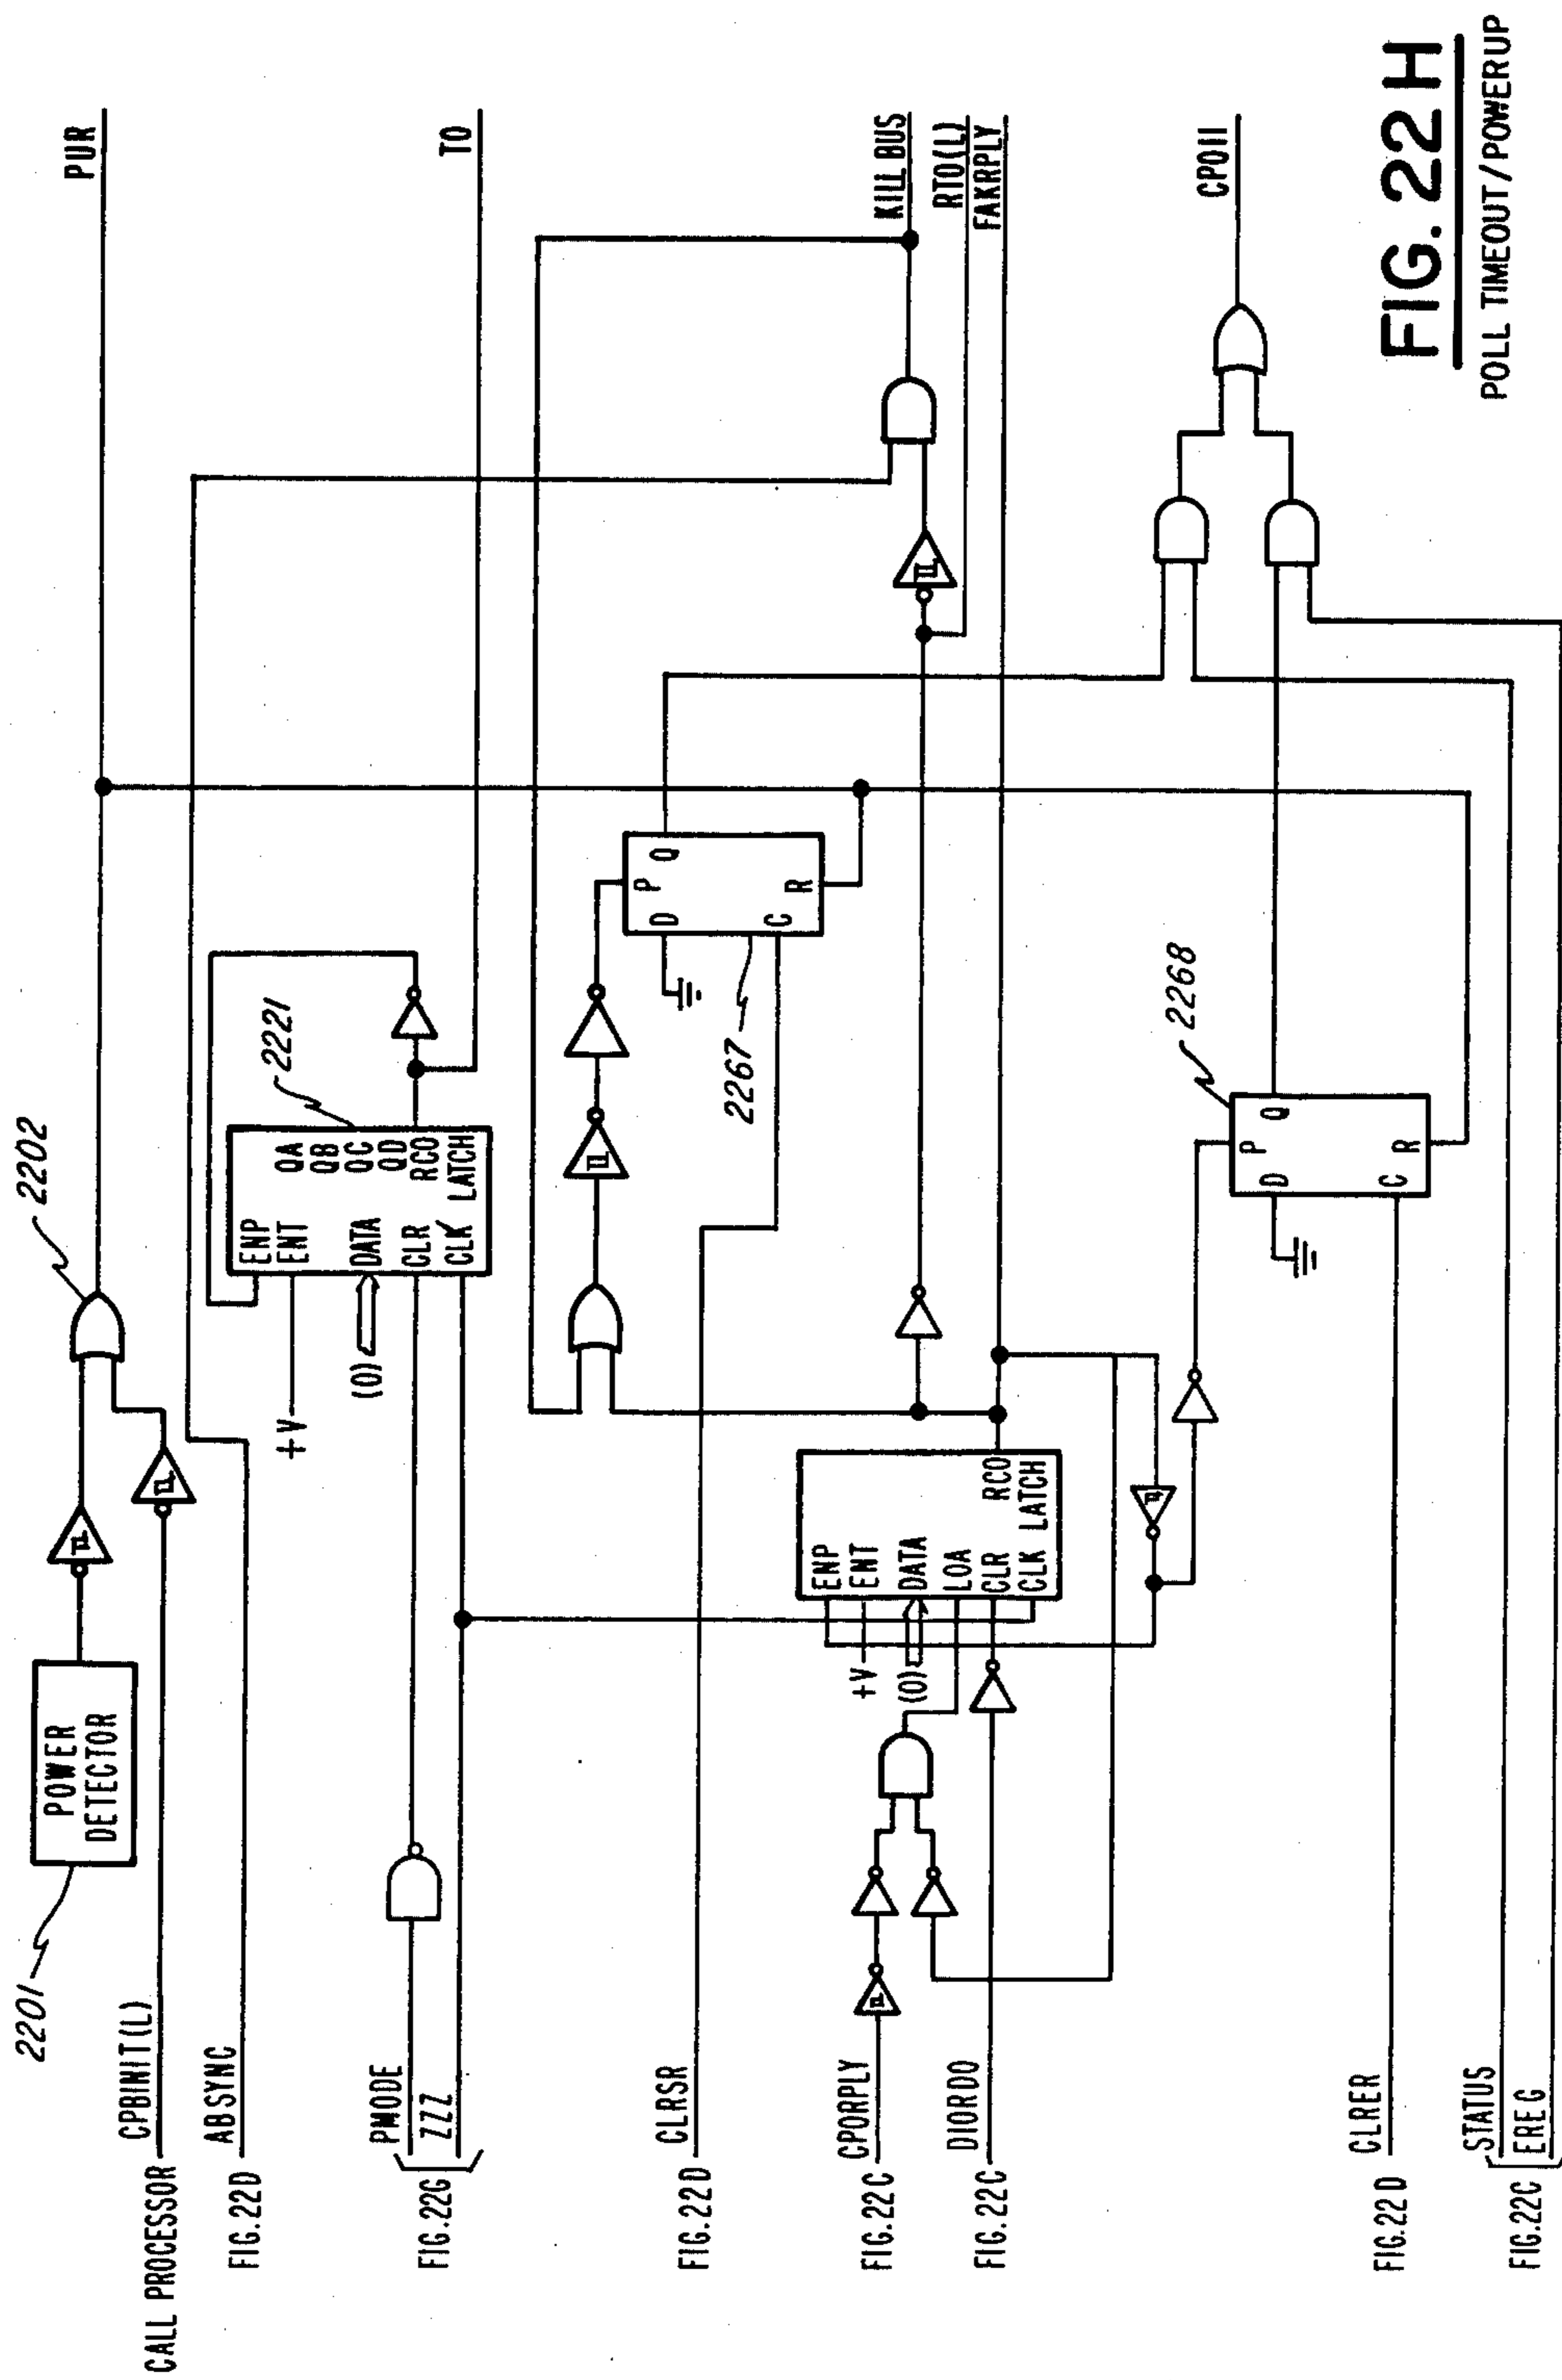 2201
POWER
DETECTOR
2202
PUR
CPBINIT(L)
CALL PROCESSOR
ABSYNC
FIG.22D
PMODE
ZZZ
FIG.22G
ENP
ENT
DATA
CLR
CLK
QA
QB
QC
QD
RCO
LATCH
2221
+V
(0)
TO
CLRSR
FIG.22D
P
D
Q
C
R
2267
KILL BUS
RTO(L)
FAKRPLY
CPORPLY
FIG.22C
DIORDO
FIG.22C
+V
(0)
ENP
ENT
DATA
LOA
CLR
CLK
RCO
LATCH
CLRER
FIG.22D
P
D
Q
C
R
2268
CPO11
STATUS
EREG
FIG.22C
FIG. 22H
POLL TIMEOUT/POWERUP